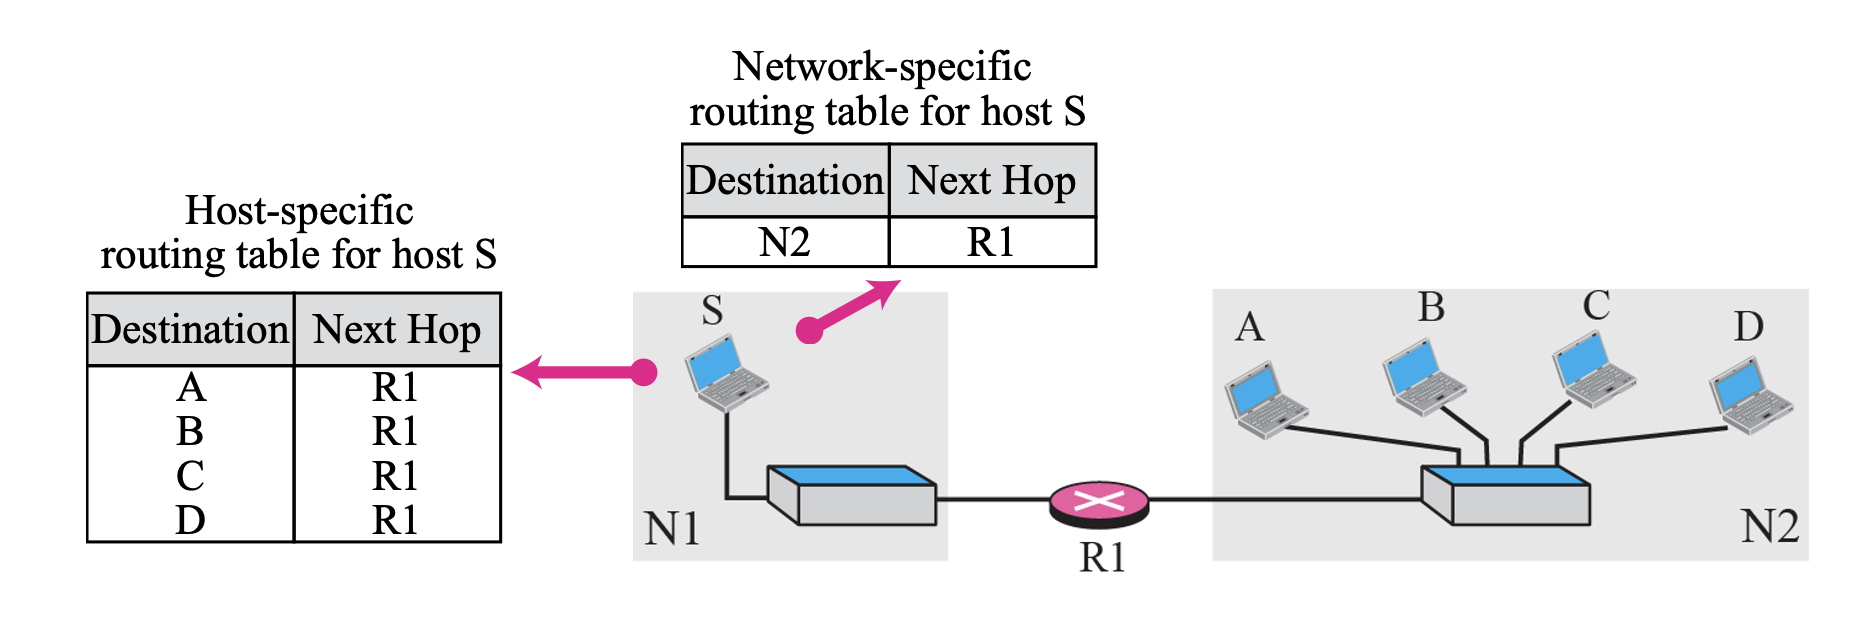 Network-specific
routing table for host S
Destination Next Hop
N2 R1
Host-specific
routing table for host S
Destination Next Hop
A R1
B R1
C R1
D R1
S
N1
R1
A
B
C
D
N2